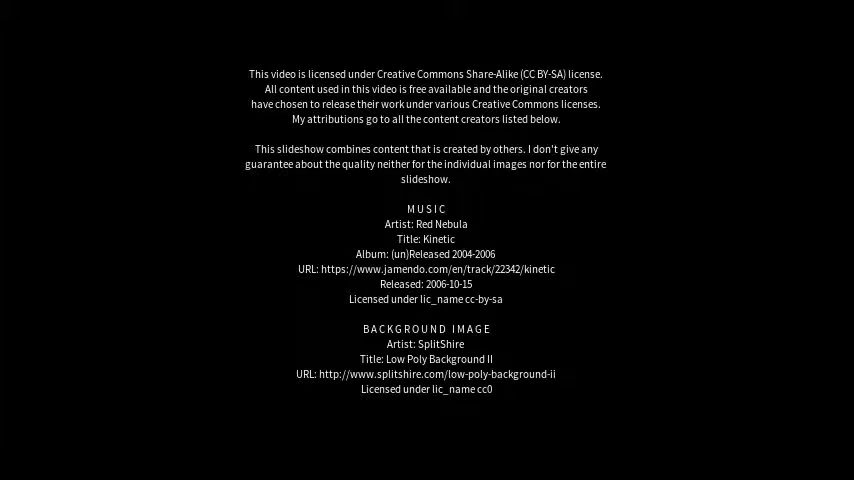 This video is licensed under Creative Commons Share-Alike (CC BY-SA) license.
All content used in this video is free available and the original creators
have chosen to release their work under various Creative Commons licenses.
My attributions go to all the content creators listed below.
This slideshow combines content that is created by others. I don't give any
guarantee about the quality neither for the individual images nor for the entire
slideshow.
MUSIC
Artist: Red Nebula
Title: Kinetic
Album: (un)Released 2004-2006
URL: https://www.jamendo.com/en/track/22342/kinetic
Released: 2006-10-15
Licensed under lic_name cc-by-sa
BACKGROUND IMAGE
Artist: SplitShire
Title: Low Poly Background II
URL: http://www.splitshire.com/low-poly-background-ii
Licensed under lic_name cc0